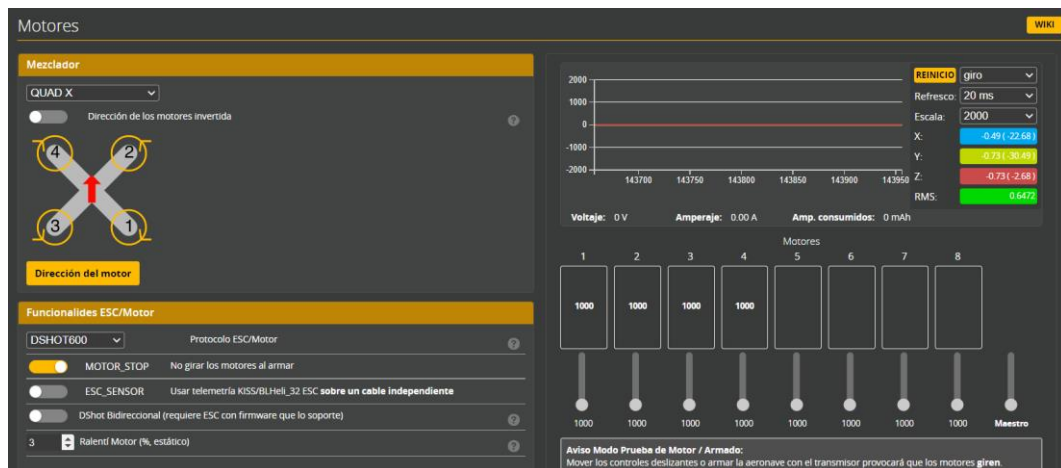 Motores
WIKI
Mezclador
QUAD X
Dirección de los motores invertida
4
2
3
1
Dirección del motor
Funcionalides ESC/Motor
DSHOT600
Protocolo ESC/Motor
MOTOR_STOP No girar los motores al armar
ESC_SENSOR Usar telemetría KISS/BLHeli_32 ESC sobre un cable independiente
DShot Bidireccional (requiere ESC con firmware que lo soporte)
3 Ralentí Motor (%, estático)
2000
1000
0
-1000
-2000
143700 143750 143800 143850 143900 143950
REINICIO giro
Refresco: 20 ms
Escala: 2000
X: -0.49 ( -22.68 )
Y: -0.73 ( -30.49 )
Z: -0.73 ( -2.68 )
RMS: 0.6472
Voltaje: 0 V Amperaje: 0.00 A Amp. consumidos: 0 mAh
Motores
1 2 3 4 5 6 7 8
1000 1000 1000 1000
1000 1000 1000 1000 1000 1000 1000 1000 Maestro
Aviso Modo Prueba de Motor / Armado:
Mover los controles deslizantes o armar la aeronave con el transmisor provocará que los motores giren.